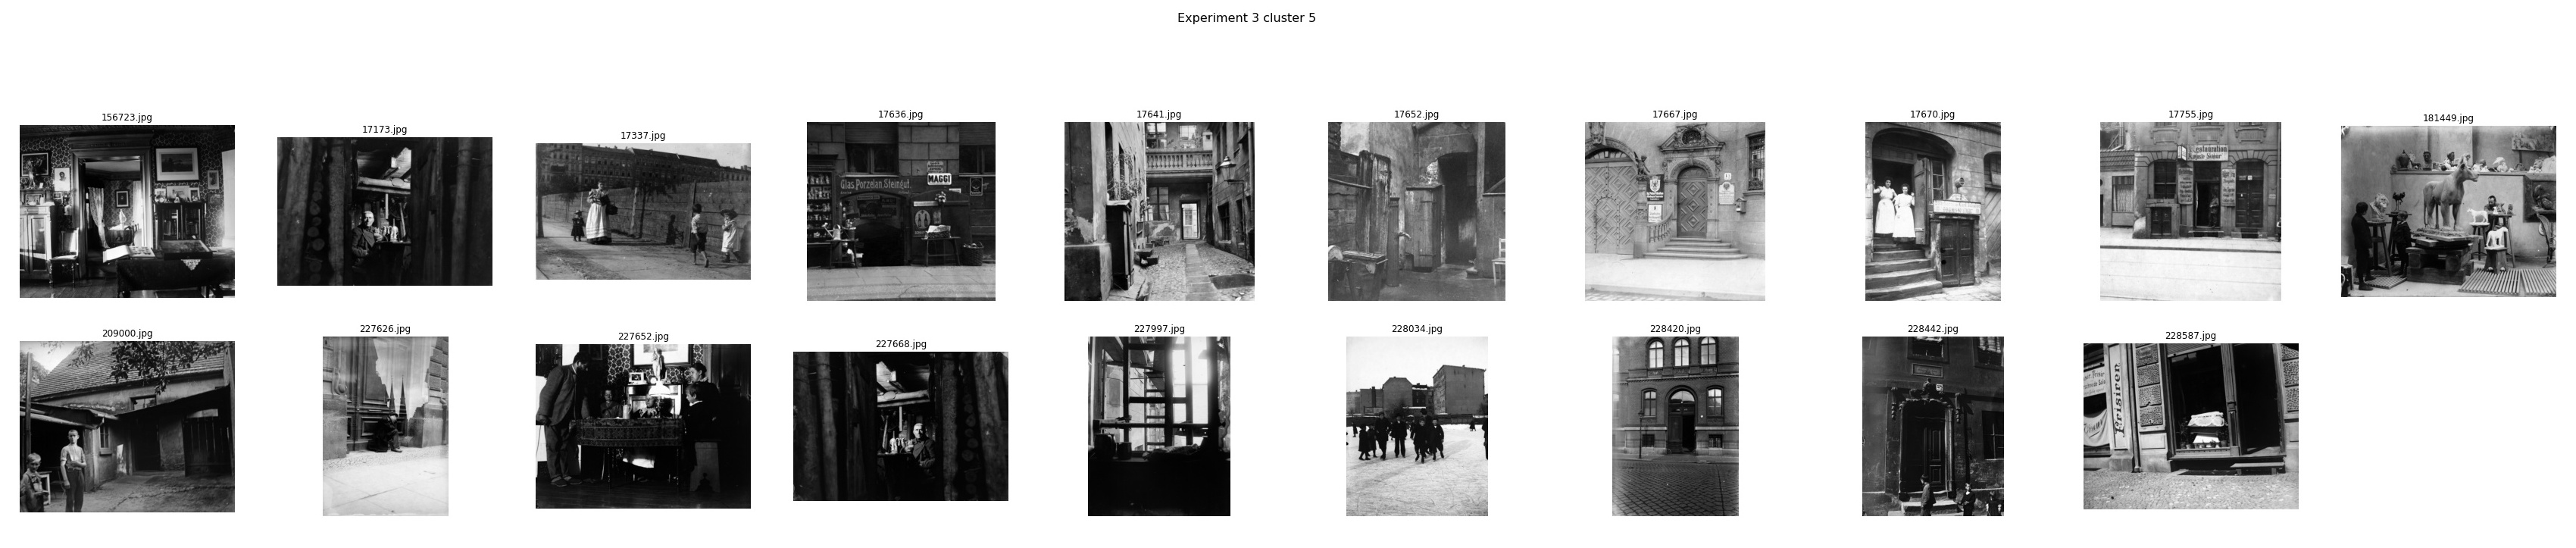 Experiment 3 cluster 5
156723.jpg
17173.jpg
17337.jpg
17636.jpg
17641.jpg
17652.jpg
17667.jpg
17670.jpg
17755.jpg
181449.jpg
Glas Porzelan Steingut
MAGGI
Restauration
209000.jpg
227626.jpg
227652.jpg
227668.jpg
227997.jpg
228034.jpg
228420.jpg
228442.jpg
228587.jpg
Frisiren